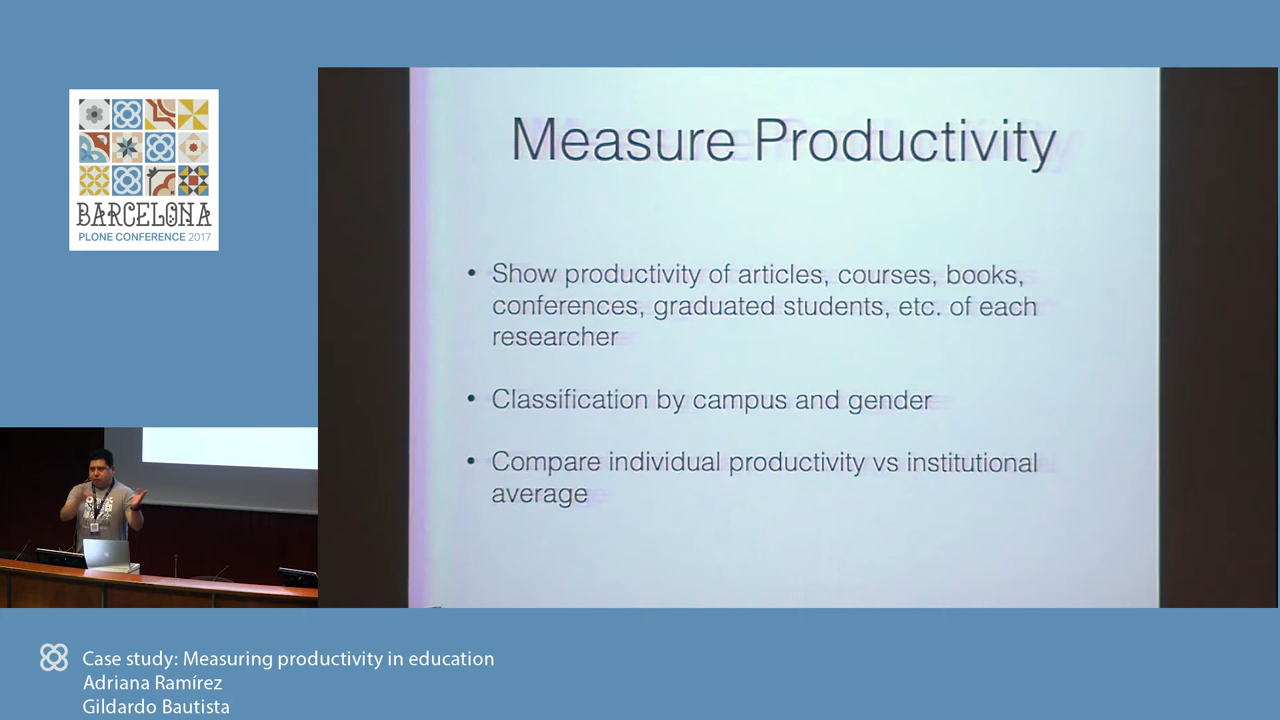 BARCELONA
PLONE CONFERENCE 2017
Measure Productivity
• Show productivity of articles, courses, books,
conferences, graduated students, etc. of each
researcher
• Classification by campus and gender
• Compare individual productivity vs institutional
average
Case study: Measuring productivity in education
Adriana Ramírez
Gildardo Bautista